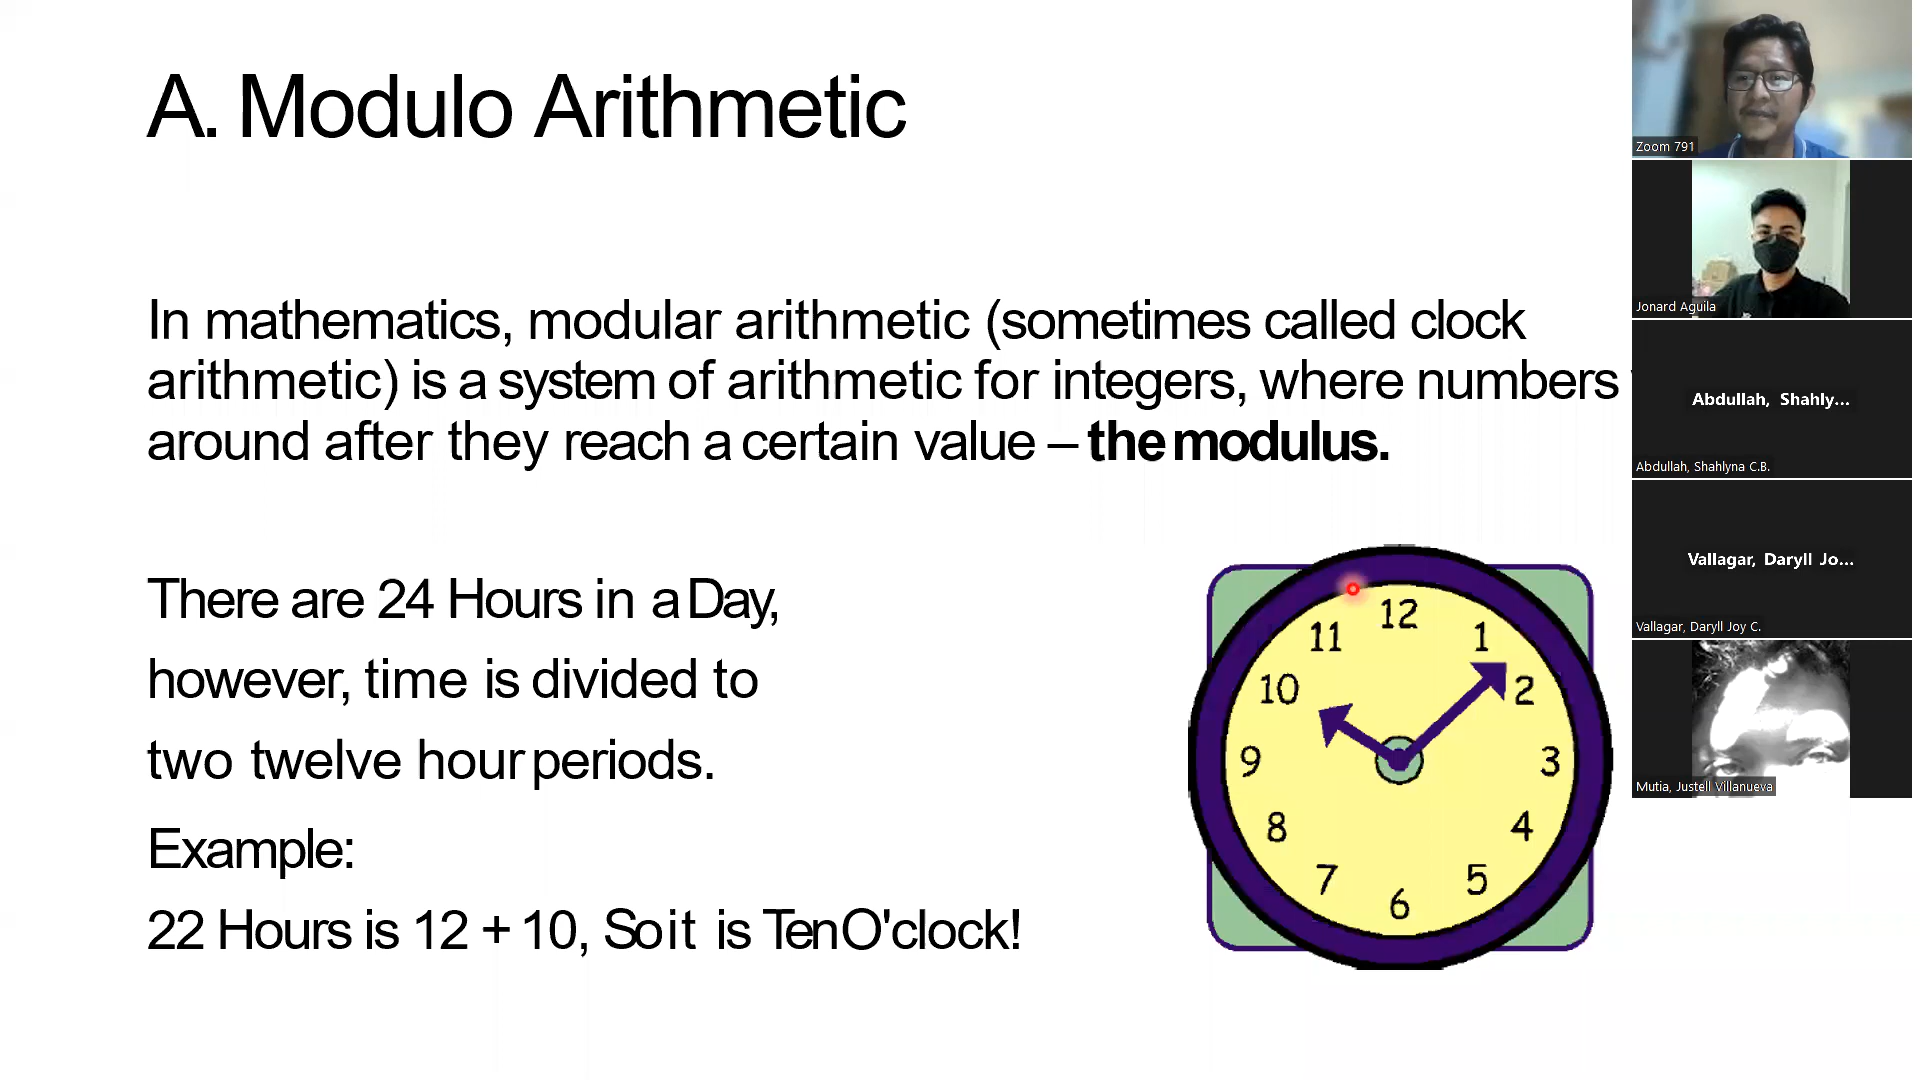 A. Modulo Arithmetic
In mathematics, modular arithmetic (sometimes called clock
arithmetic) is a system of arithmetic for integers, where numbers
around after they reach a certain value – the modulus.
There are 24 Hours in a Day,
however, time is divided to
two twelve hour periods.
Example:
22 Hours is 12 + 10, So it is Ten O'clock!
12
11
1
10
2
9
3
8
4
7
5
6
Zoom 791
Jonard Aguila
Abdullah, Shahly...
Abdullah, Shahlyna C.B.
Vallagar, Daryll Jo...
Vallagar, Daryll Joy C.
Mutia, Justell Villanueva